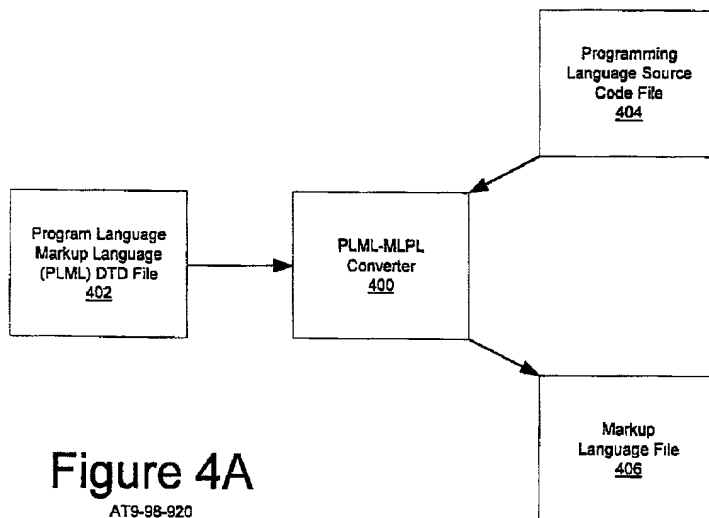 Programming
Language Source
Code File
404
Program Language
Markup Language
(PLML) DTD File
402
PLML-MLPL
Converter
400
Markup
Language File
406
Figure 4A
AT9-98-920